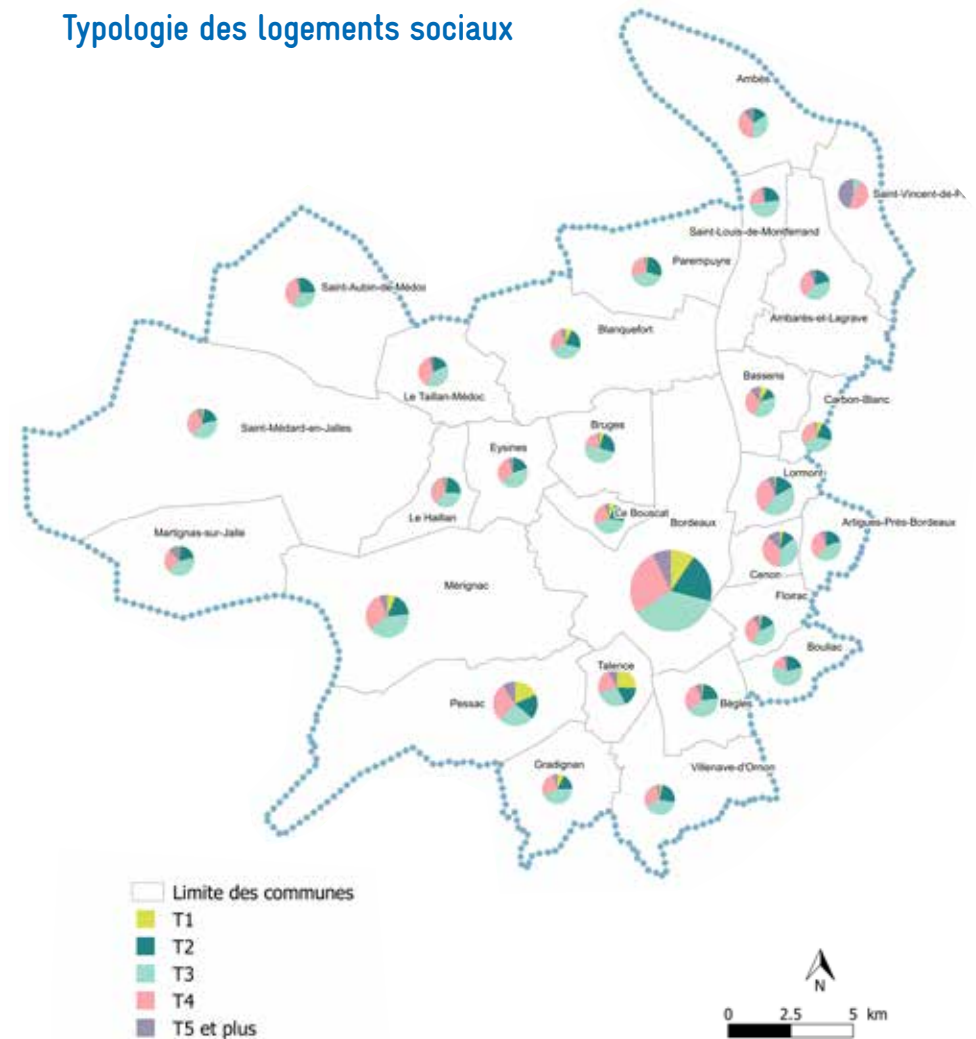 Typologie des logements sociaux
Ambès
Saint-Vincent-de-P
Saint-Louis-de-Montferrand
Parempuyre
Saint-Aubin-de-Médoc
Ambarès-et-Lagrave
Blanquefort
Bassens
Le Taillan-Médoc
Carbon-Blanc
Saint-Médard-en-Jalles
Bruges
Eysines
Lormont
Le Haillan
Le Bouscat
Bordeaux
Artigues-Près-Bordeaux
Martignas-sur-Jalle
Cenon
Mérignac
Floirac
Bouliac
Talence
Pessac
Bègles
Gradignan
Villenave-d'Ornon
Limite des communes
T1
T2
T3
T4
T5 et plus
N
0 2.5 5 km